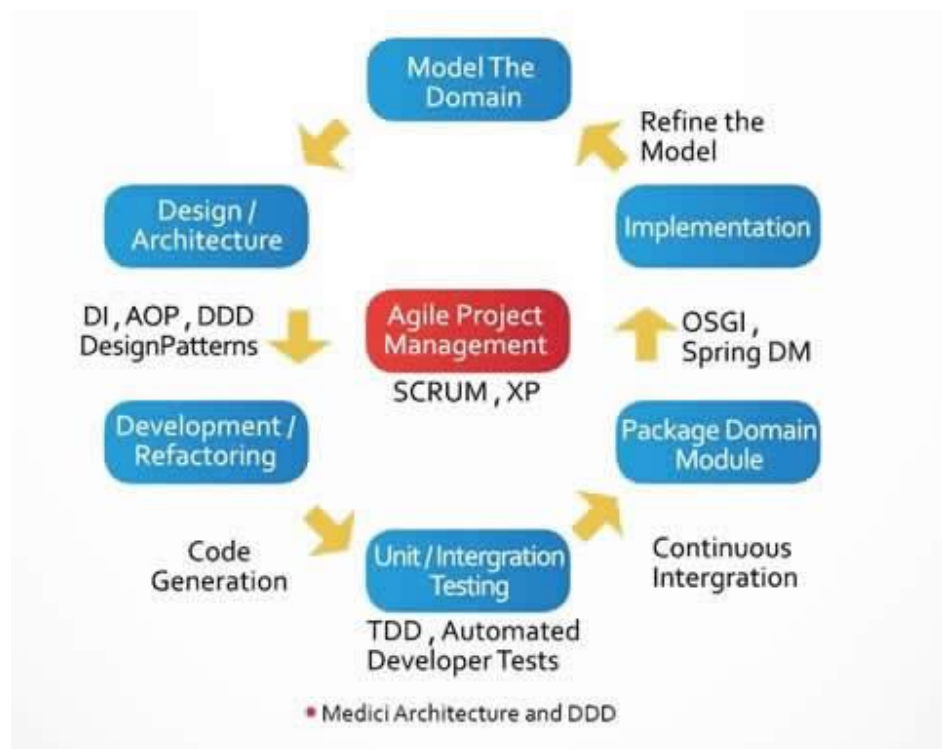 Model The
Domain
Refine the
Model
Design /
Architecture
Implementation
DI , AOP , DDD
DesignPatterns
Agile Project
Management
SCRUM , XP
OSGI ,
Spring DM
Development /
Refactoring
Package Domain
Module
Code
Generation
Unit / Intergration
Testing
TDD , Automated
Developer Tests
Continuous
Intergration
• Medici Architecture and DDD